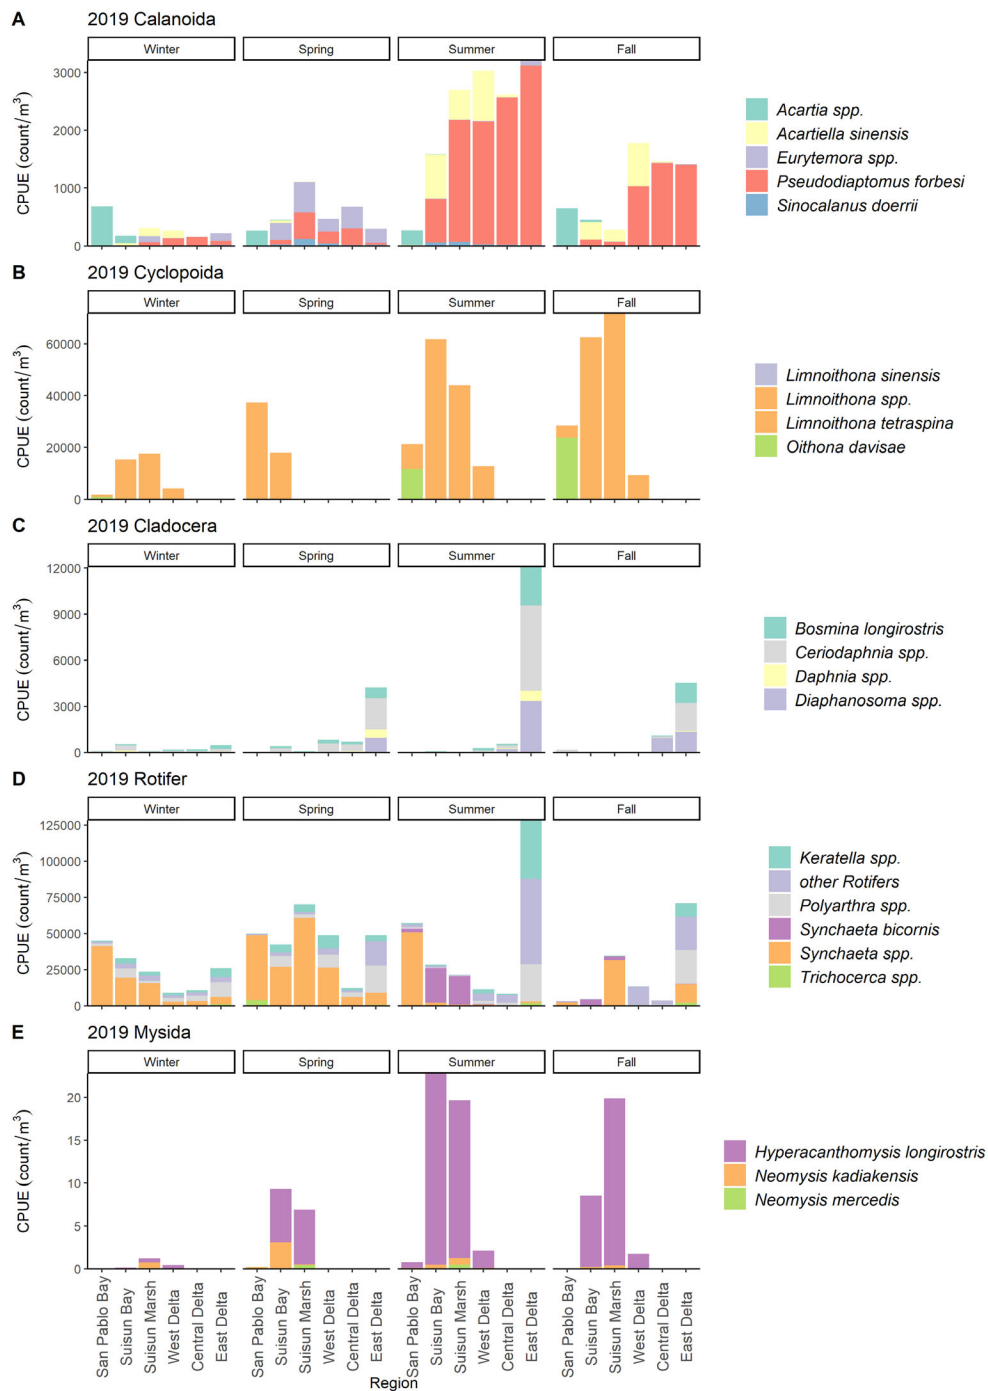 A
2019 Calanoida
Winter
Spring
Summer
Fall
CPUE (count/m³)
3000
2000
1000
0
Acartia spp.
Acartiella sinensis
Eurytemora spp.
Pseudodiaptomus forbesi
Sinocalanus doerrii
B
2019 Cyclopoida
Winter
Spring
Summer
Fall
CPUE (count/m³)
60000
40000
20000
0
Limnoithona sinensis
Limnoithona spp.
Limnoithona tetraspina
Oithona davisae
C
2019 Cladocera
Winter
Spring
Summer
Fall
CPUE (count/m³)
12000
9000
6000
3000
0
Bosmina longirostris
Ceriodaphnia spp.
Daphnia spp.
Diaphanosoma spp.
D
2019 Rotifer
Winter
Spring
Summer
Fall
CPUE (count/m³)
125000
100000
75000
50000
25000
0
Keratella spp.
other Rotifers
Polyarthra spp.
Synchaeta bicornis
Synchaeta spp.
Trichocerca spp.
E
2019 Mysida
Winter
Spring
Summer
Fall
CPUE (count/m³)
20
15
10
5
0
Hyperacanthomysis longirostris
Neomysis kadiakensis
Neomysis mercedis
San Pablo Bay
Suisun Bay
Suisun Marsh
West Delta
Central Delta
East Delta
San Pablo Bay
Suisun Bay
Suisun Marsh
West Delta
Central Delta
East Delta
San Pablo Bay
Suisun Bay
Suisun Marsh
West Delta
Central Delta
East Delta
San Pablo Bay
Suisun Bay
Suisun Marsh
West Delta
Central Delta
East Delta
Region